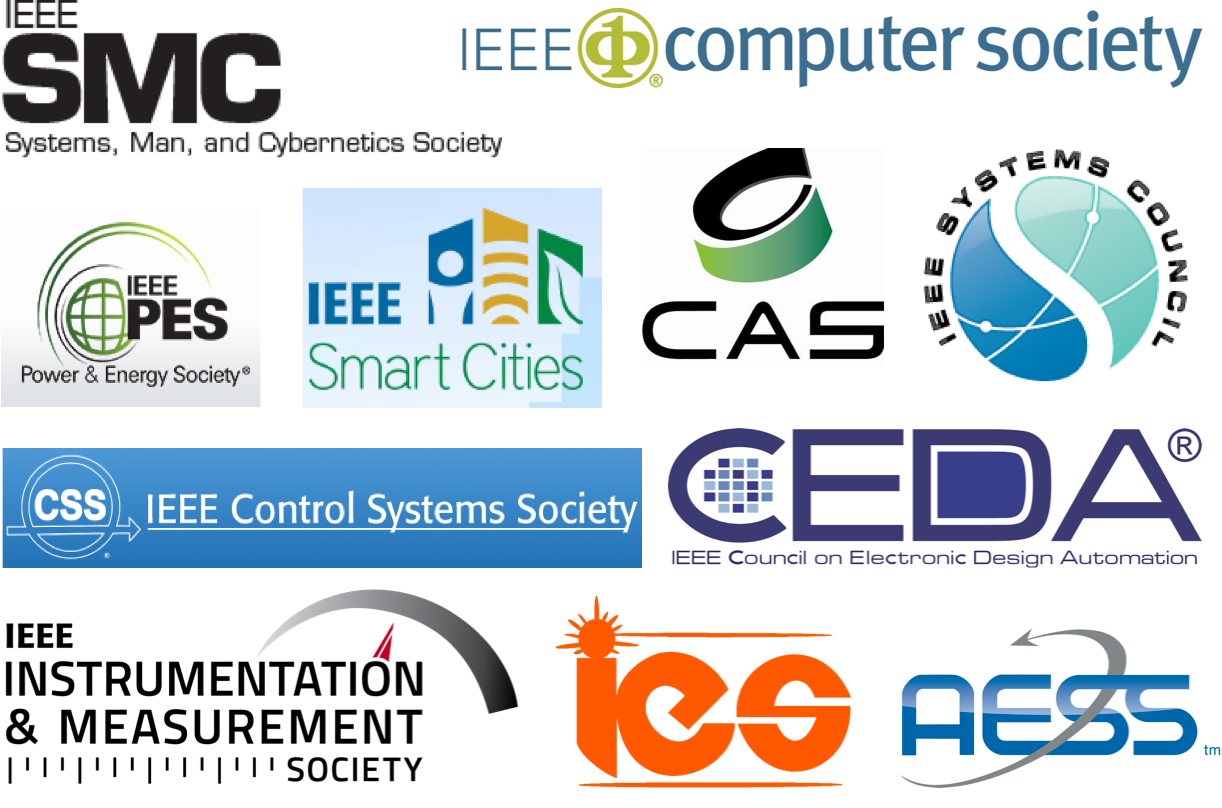 IEEE
SMC
Systems, Man, and Cybernetics Society
IEEE ® computer society
IEEE
PES
Power & Energy Society®
IEEE
Smart Cities
CAS
IEEE SYSTEMS COUNCIL
CSS
®
IEEE Control Systems Society
CEDA®
IEEE Council on Electronic Design Automation
IEEE
INSTRUMENTATION
& MEASUREMENT
SOCIETY
ies
AESS tm